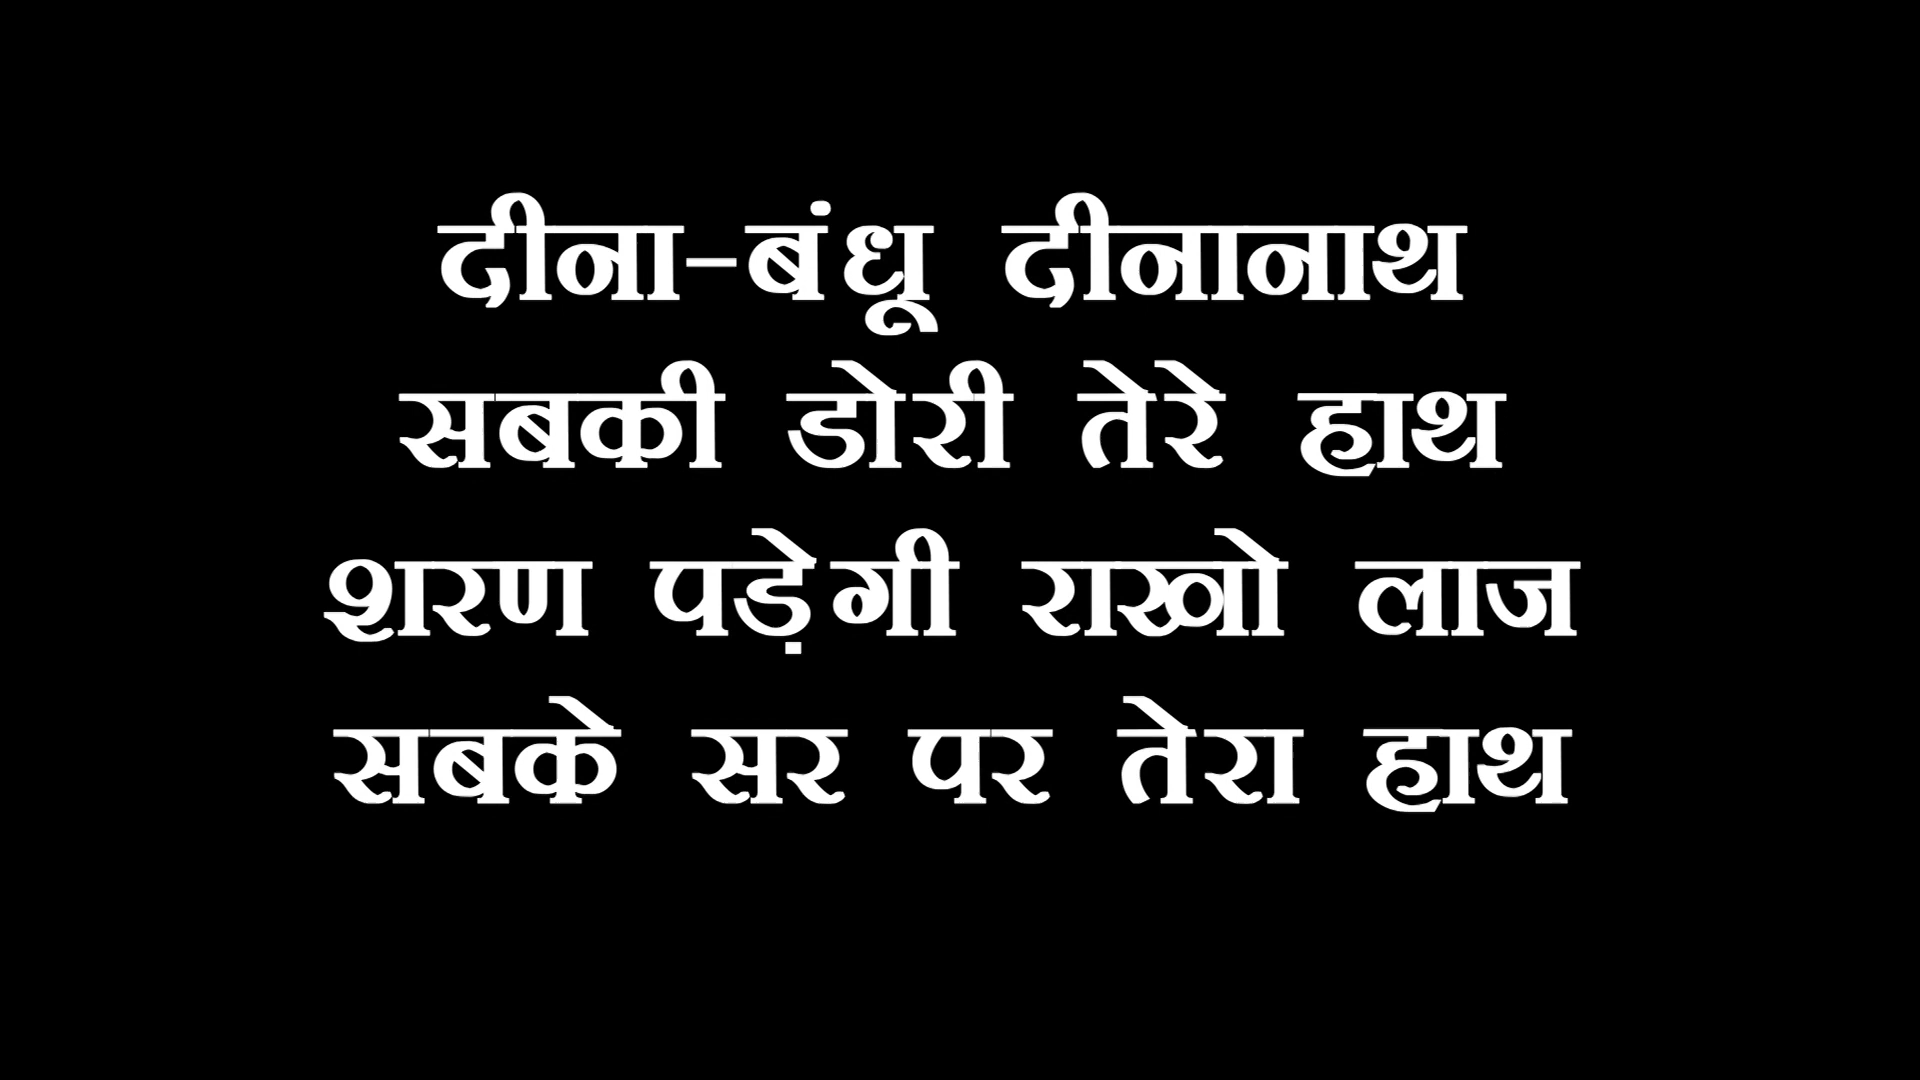 दीना-बंधू दीनानाथ
सबकी डोरी तेरे हाथ
शरण पड़ेगी राखो लाज
सबके सर पर तेरा हाथ